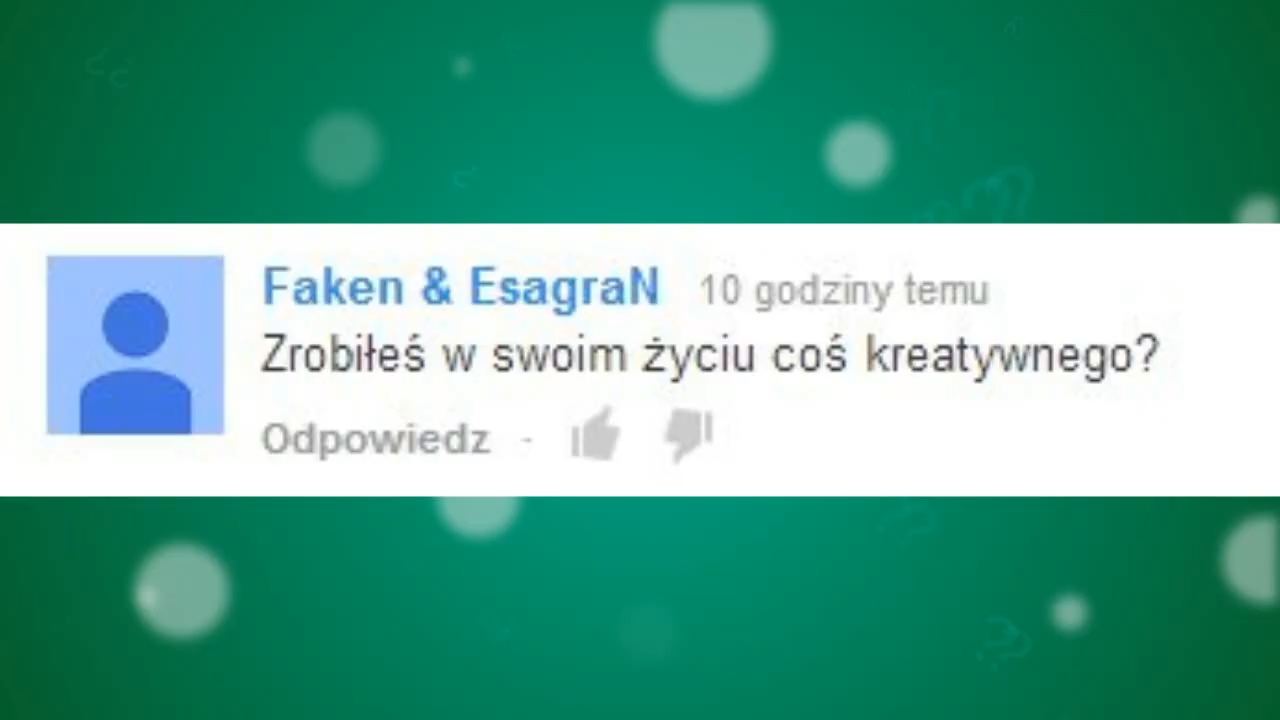 Faken & EsagraN 10 godziny temu
Zrobiłeś w swoim życiu coś kreatywnego?
Odpowiedz ·